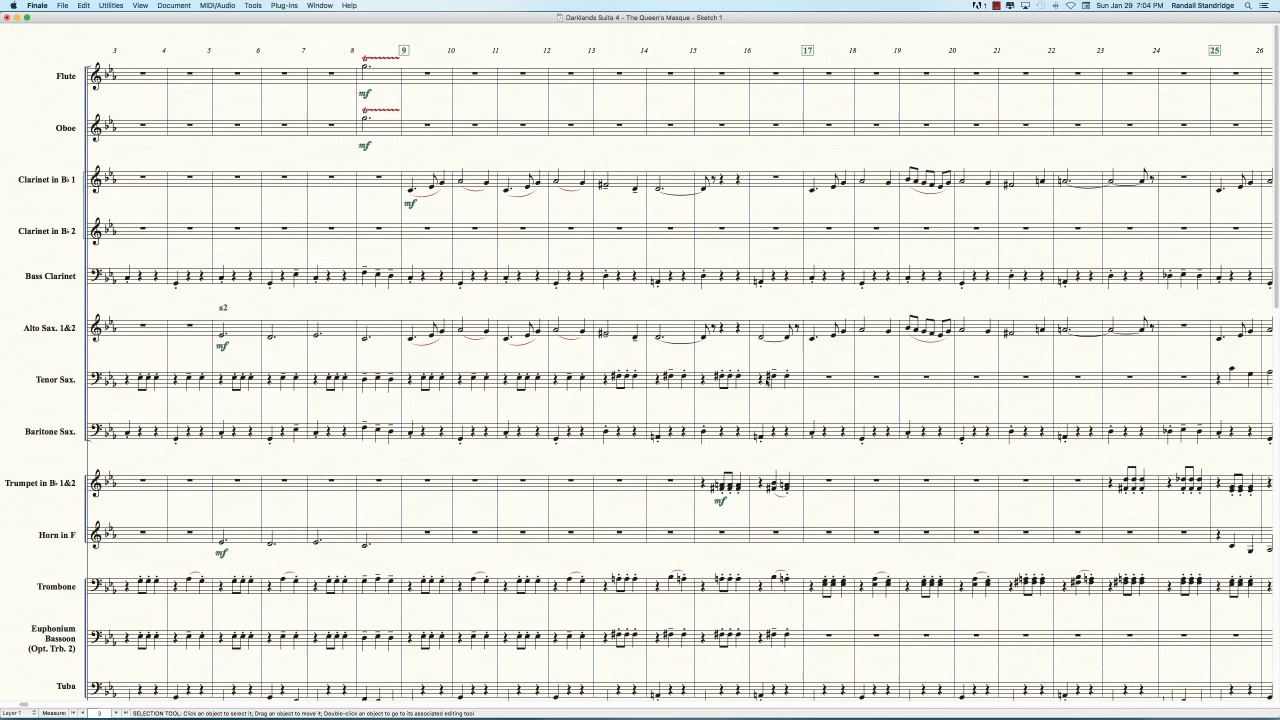 Finale File Edit Utilities View Document MIDI/Audio Tools Plug-ins Window Help 1 Sun Jan 29 7:04 PM Randall Standridge
Darklands Suite 4 - The Queen's Masque - Sketch 1
3 4 5 6 7 8 9 10 11 12 13 14 15 16 17 18 19 20 21 22 23 24 25 26
Flute
mf
Oboe
mf
Clarinet in B♭ 1
mf
Clarinet in B♭ 2
Bass Clarinet
a2
Alto Sax. 1&2
mf
Tenor Sax.
Baritone Sax.
Trumpet in B♭ 1&2
mf
Horn in F
mf
Trombone
Euphonium
Bassoon
(Opt. Trb. 2)
Tuba
Layer 1 Measure: 3 SELECTION TOOL: Click an object to select it; Drag an object to move it; Double-click an object to go to its associated editing tool